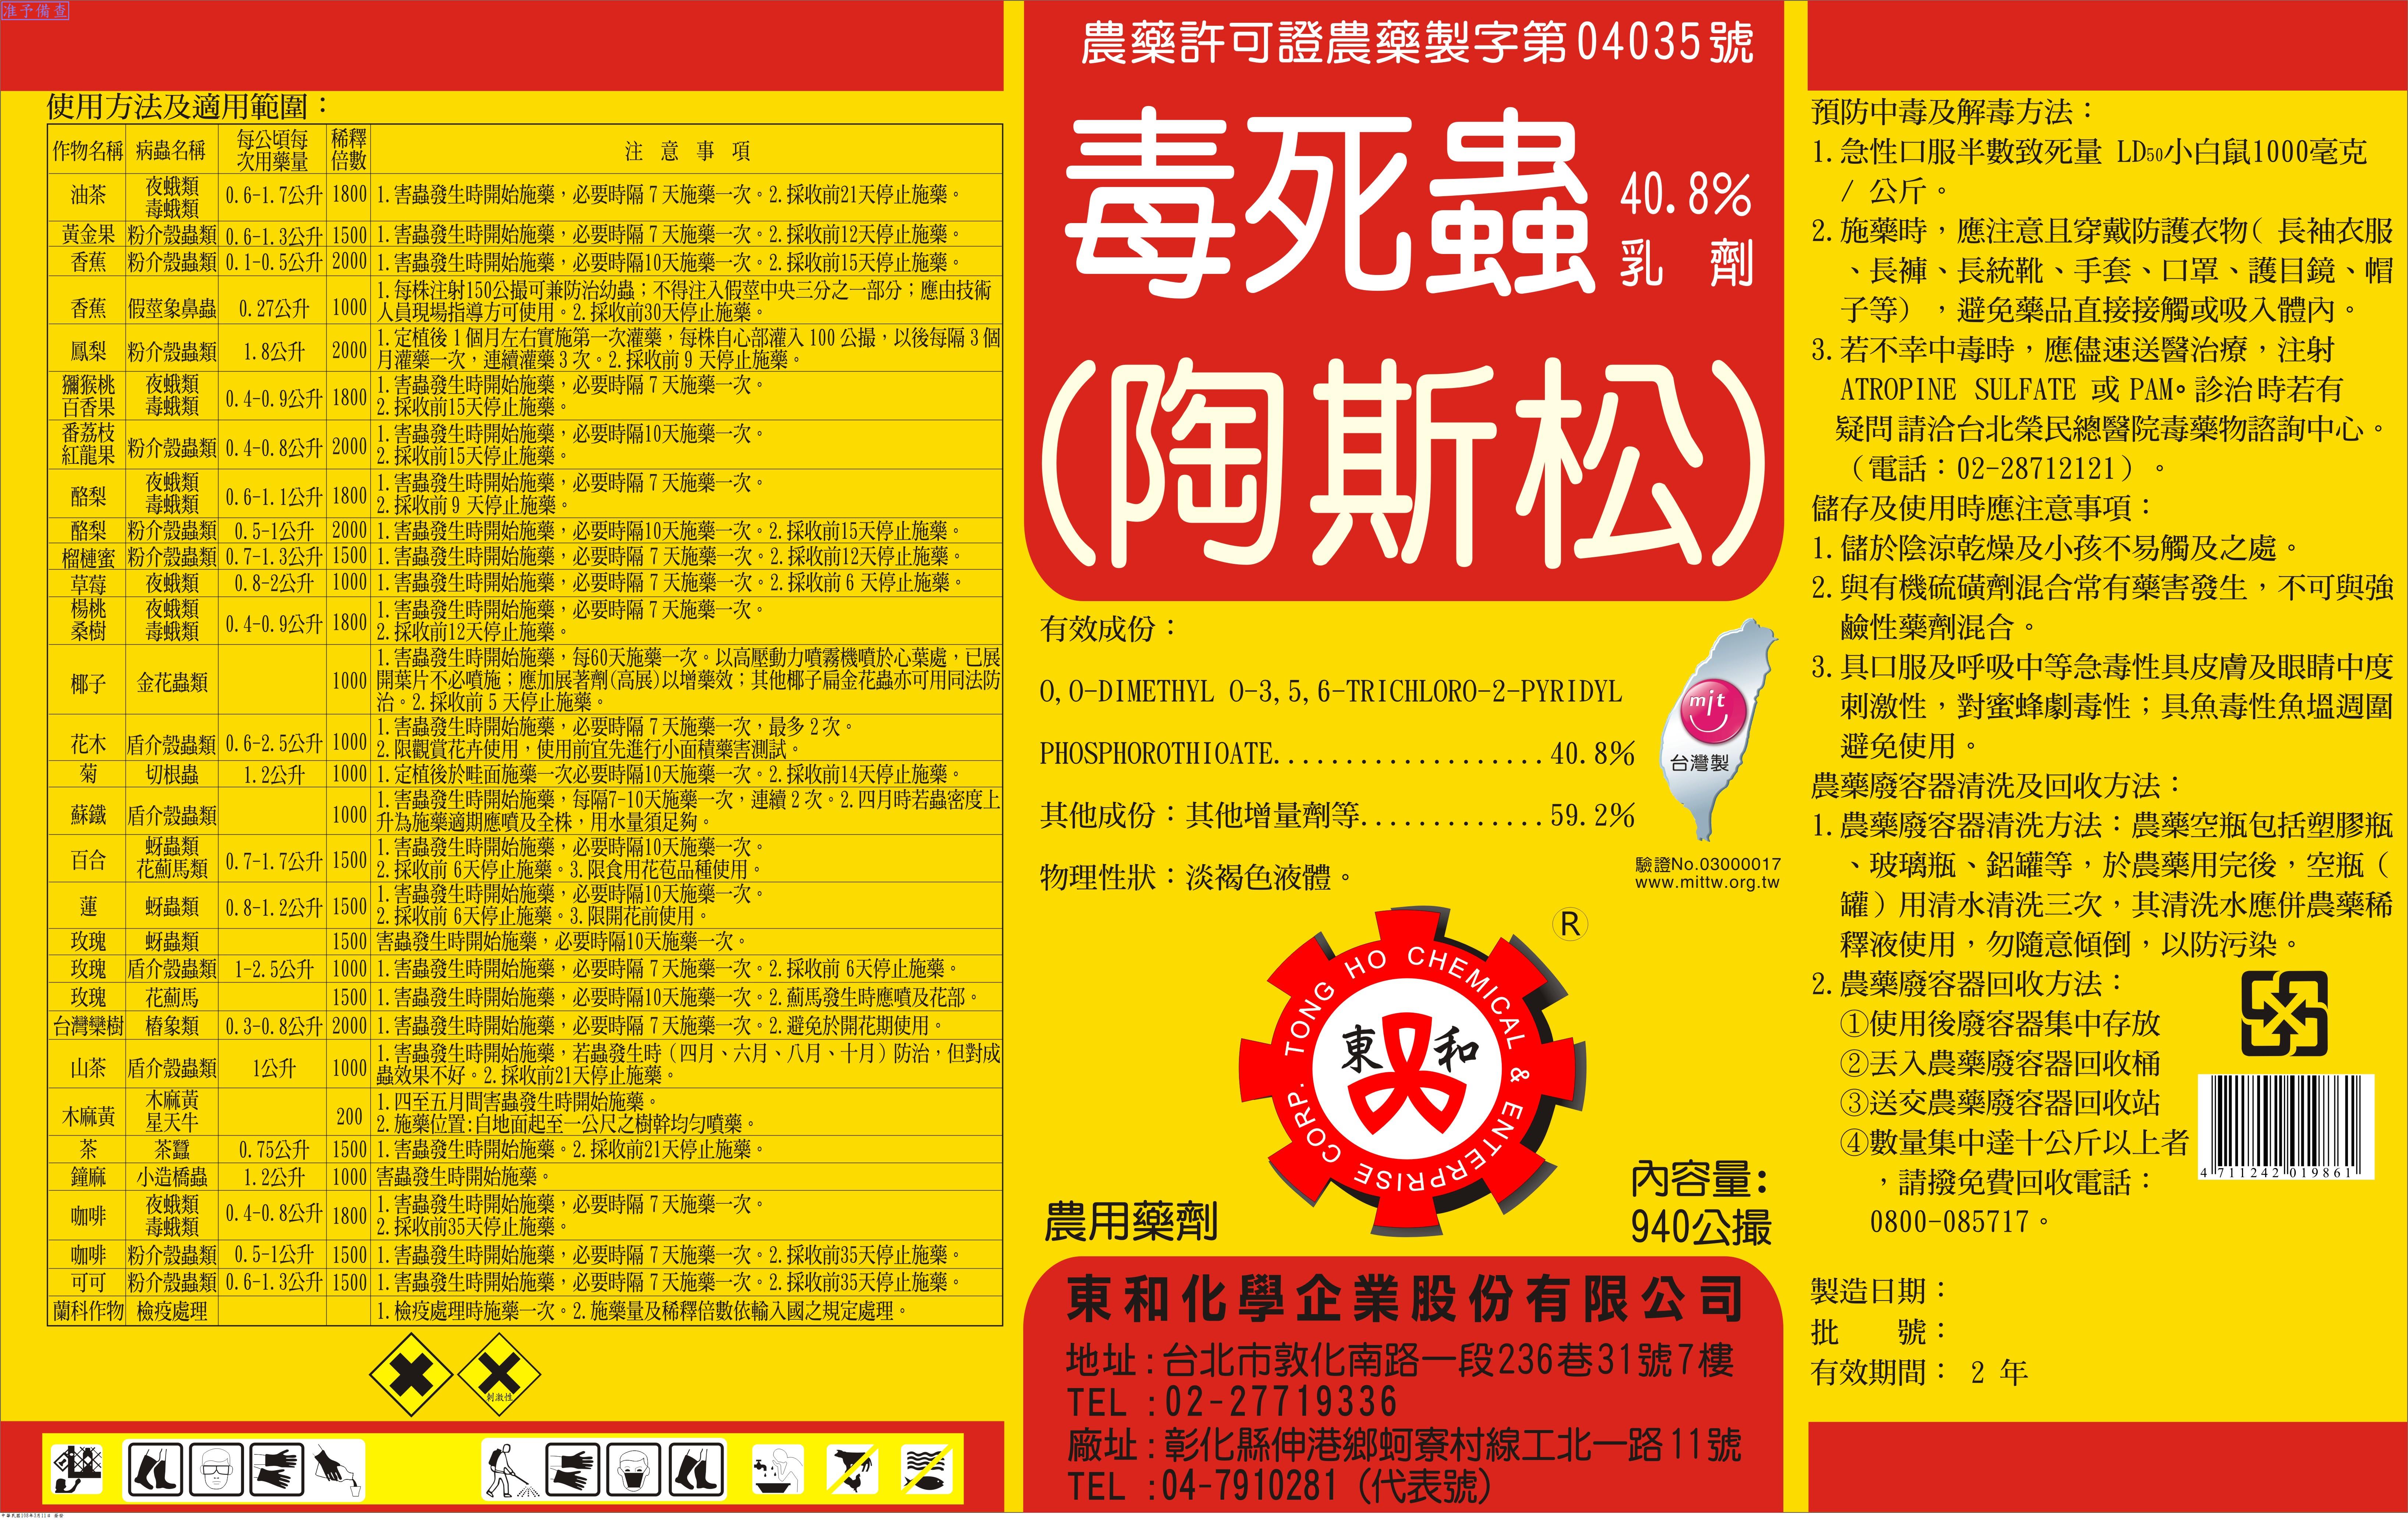 准予備查
使用方法及適用範圍：
作物名稱 病蟲名稱 每公頃每次用藥量 稀釋倍數 注意事項
油茶 夜蛾類 毒蛾類 0.6-1.7公升 1800 1.害蟲發生時開始施藥，必要時隔7天施藥一次。2.採收前21天停止施藥。
黃金果 粉介殼蟲類 0.6-1.3公升 1500 1.害蟲發生時開始施藥，必要時隔7天施藥一次。2.採收前12天停止施藥。
香蕉 粉介殼蟲類 0.1-0.5公升 2000 1.害蟲發生時開始施藥，必要時隔10天施藥一次。2.採收前15天停止施藥。
香蕉 假莖象鼻蟲 0.27公升 1000 1.每株注射150公撮可兼防治幼蟲；不得注入假莖中央三分之一部分；應由技術
人員現場指導方可使用。2.採收前30天停止施藥。
鳳梨 粉介殼蟲類 1.8公升 2000 1.定植後1個月左右實施第一次灌藥，每株自心部灌入100公撮，以後每隔3個
月灌藥一次，連續灌藥3次。2.採收前9天停止施藥。
獼猴桃 百香果 夜蛾類 毒蛾類 0.4-0.9公升 1800 1.害蟲發生時開始施藥，必要時隔7天施藥一次。
2.採收前15天停止施藥。
番荔枝 紅龍果 粉介殼蟲類 0.4-0.8公升 2000 1.害蟲發生時開始施藥，必要時隔10天施藥一次。
2.採收前15天停止施藥。
酪梨 夜蛾類 毒蛾類 0.6-1.1公升 1800 1.害蟲發生時開始施藥，必要時隔7天施藥一次。
2.採收前9天停止施藥。
酪梨 粉介殼蟲類 0.5-1公升 2000 1.害蟲發生時開始施藥，必要時隔10天施藥一次。2.採收前15天停止施藥。
榴槤蜜 粉介殼蟲類 0.7-1.3公升 1500 1.害蟲發生時開始施藥，必要時隔7天施藥一次。2.採收前12天停止施藥。
草莓 夜蛾類 0.8-2公升 1000 1.害蟲發生時開始施藥，必要時隔7天施藥一次。2.採收前6天停止施藥。
楊桃 桑樹 夜蛾類 毒蛾類 0.4-0.9公升 1800 1.害蟲發生時開始施藥，必要時隔7天施藥一次。
2.採收前12天停止施藥。
椰子 金花蟲類 1000 1.害蟲發生時開始施藥，每60天施藥一次。以高壓動力噴霧機噴於心葉處，已展
開葉片不必噴施；應加展著劑(高展)以增藥效；其他椰子扁金花蟲亦可用同法防
治。2.採收前5天停止施藥。
花木 盾介殼蟲類 0.6-2.5公升 1000 1.害蟲發生時開始施藥，必要時隔7天施藥一次，最多2次。
2.限觀賞花卉使用，使用前宜先進行小面積藥害測試。
菊 切根蟲 1.2公升 1000 1.定植後於畦面施藥一次必要時隔10天施藥一次。2.採收前14天停止施藥。
蘇鐵 盾介殼蟲類 1000 1.害蟲發生時開始施藥，每隔7-10天施藥一次，連續2次。2.四月時若蟲密度上
升為施藥適期應噴及全株，用水量須足夠。
百合 蚜蟲類 花薊馬類 0.7-1.7公升 1500 1.害蟲發生時開始施藥，必要時隔10天施藥一次。
2.採收前6天停止施藥。3.限食用花苞品種使用。
蓮 蚜蟲類 0.8-1.2公升 1500 1.害蟲發生時開始施藥，必要時隔10天施藥一次。
2.採收前6天停止施藥。3.限開花前使用。
玫瑰 蚜蟲類 1500 害蟲發生時開始施藥，必要時隔10天施藥一次。
玫瑰 盾介殼蟲類 1-2.5公升 1000 1.害蟲發生時開始施藥，必要時隔7天施藥一次。2.採收前6天停止施藥。
玫瑰 花薊馬 1500 1.害蟲發生時開始施藥，必要時隔10天施藥一次。2.薊馬發生時應噴及花部。
台灣欒樹 椿象類 0.3-0.8公升 2000 1.害蟲發生時開始施藥，必要時隔7天施藥一次。2.避免於開花期使用。
山茶 盾介殼蟲類 1公升 1000 1.害蟲發生時開始施藥，若蟲發生時（四月、六月、八月、十月）防治，但對成
蟲效果不好。2.採收前21天停止施藥。
木麻黃 木麻黃星天牛 200 1.四至五月間害蟲發生時開始施藥。
2.施藥位置:自地面起至一公尺之樹幹均勻噴藥。
茶 茶蠶 0.75公升 1500 1.害蟲發生時開始施藥。2.採收前21天停止施藥。
鐘麻 小造橋蟲 1.2公升 1000 害蟲發生時開始施藥。
咖啡 夜蛾類 毒蛾類 0.4-0.8公升 1800 1.害蟲發生時開始施藥，必要時隔7天施藥一次。
2.採收前35天停止施藥。
咖啡 粉介殼蟲類 0.5-1公升 1500 1.害蟲發生時開始施藥，必要時隔7天施藥一次。2.採收前35天停止施藥。
可可 粉介殼蟲類 0.6-1.3公升 1500 1.害蟲發生時開始施藥，必要時隔7天施藥一次。2.採收前35天停止施藥。
蘭科作物 檢疫處理 1.檢疫處理時施藥一次。2.施藥量及稀釋倍數依輸入國之規定處理。
刺激性
農藥許可證農藥製字第04035號
毒死蟲
40.8%
乳劑
(陶斯松)
有效成份：
O,O-DIMETHYL O-3,5,6-TRICHLORO-2-PYRIDYL
PHOSPHOROTHIOATE...................40.8%
其他成份：其他增量劑等.............59.2%
物理性狀：淡褐色液體。
mit
台灣製
驗證No.03000017
www.mittw.org.tw
®
TONG HO CHEMICAL & ENTERPRISE CORP.
東和
農用藥劑
內容量:
940公撮
東和化學企業股份有限公司
地址:台北市敦化南路一段236巷31號7樓
TEL :02-27719336
廠址:彰化縣伸港鄉蚵寮村線工北一路11號
TEL :04-7910281 (代表號)
預防中毒及解毒方法：
1.急性口服半數致死量 LD50小白鼠1000毫克
/ 公斤。
2.施藥時，應注意且穿戴防護衣物（長袖衣服
、長褲、長統靴、手套、口罩、護目鏡、帽
子等），避免藥品直接接觸或吸入體內。
3.若不幸中毒時，應儘速送醫治療，注射
ATROPINE SULFATE 或 PAM。診治時若有
疑問請洽台北榮民總醫院毒藥物諮詢中心。
（電話：02-28712121）。
儲存及使用時應注意事項：
1.儲於陰涼乾燥及小孩不易觸及之處。
2.與有機硫磺劑混合常有藥害發生，不可與強
鹼性藥劑混合。
3.具口服及呼吸中等急毒性具皮膚及眼睛中度
刺激性，對蜜蜂劇毒性；具魚毒性魚塭週圍
避免使用。
農藥廢容器清洗及回收方法：
1.農藥廢容器清洗方法：農藥空瓶包括塑膠瓶
、玻璃瓶、鋁罐等，於農藥用完後，空瓶（
罐）用清水清洗三次，其清洗水應併農藥稀
釋液使用，勿隨意傾倒，以防污染。
2.農藥廢容器回收方法：
①使用後廢容器集中存放
②丟入農藥廢容器回收桶
③送交農藥廢容器回收站
④數量集中達十公斤以上者
，請撥免費回收電話：
0800-085717。
4 711242 019861
製造日期：
批 號：
有效期間： 2 年